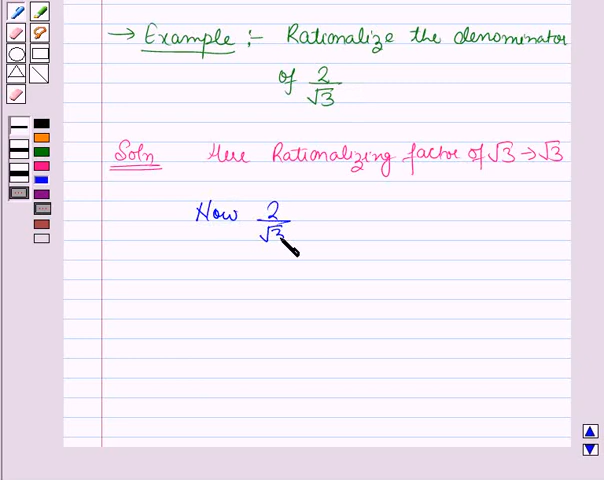 → Example :- Rationalize the denominator
of 2/√3
Soln Here Rationalizing factor of √3 → √3
Now 2/√3